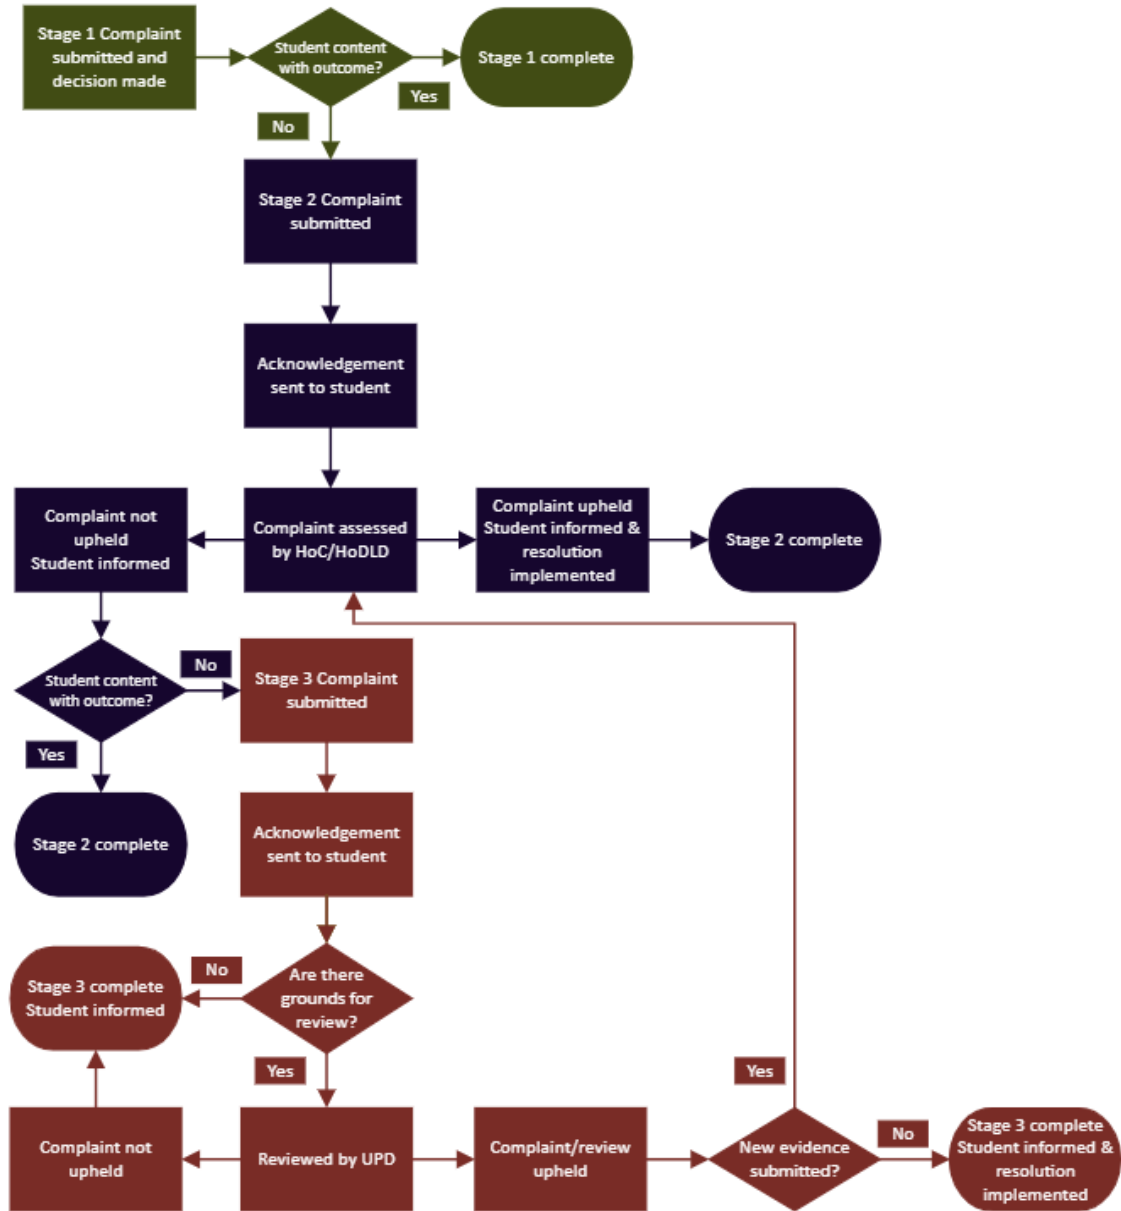 Stage 1 Complaint
submitted and
decision made
Student content
with outcome?
Stage 1 complete
Yes
No
Stage 2 Complaint
submitted
Acknowledgement
sent to student
Complaint not
upheld
Student informed
Complaint assessed
by HoC/HoDLD
Complaint upheld
Student informed &
resolution
implemented
Stage 2 complete
Student content
with outcome?
No
Stage 3 Complaint
submitted
Yes
Stage 2 complete
Acknowledgement
sent to student
Stage 3 complete
Student informed
No
Are there
grounds for
review?
Yes
Complaint not
upheld
Reviewed by UPD
Complaint/review
upheld
Yes
New evidence
submitted?
No
Stage 3 complete
Student informed &
resolution
implemented